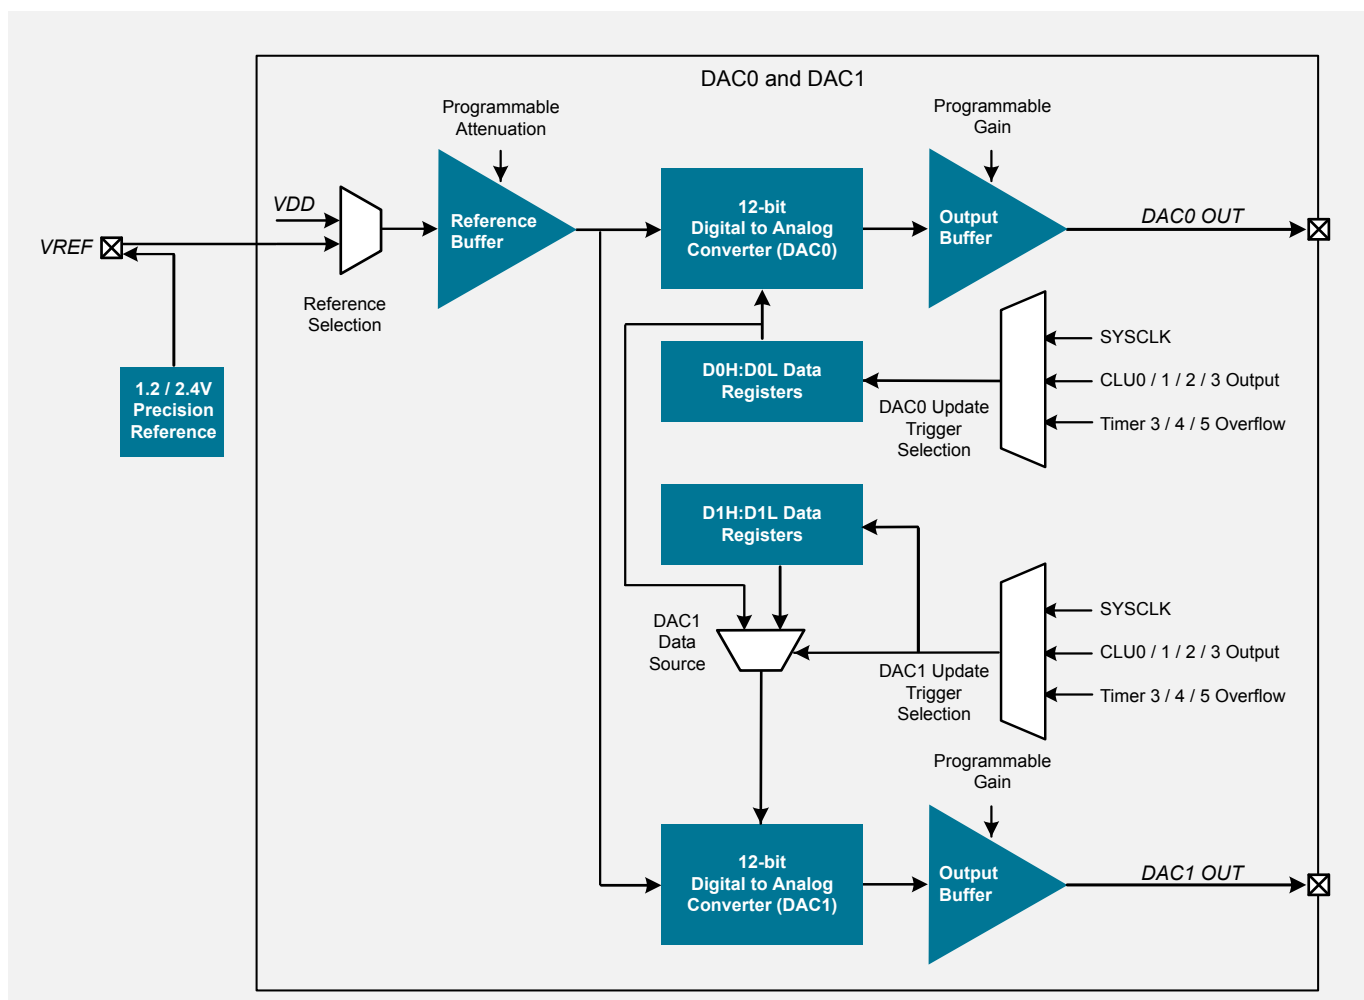 DAC0 and DAC1
Programmable
Attenuation
Programmable
Gain
VDD
VREF
Reference
Selection
Reference
Buffer
12-bit
Digital to Analog
Converter (DAC0)
Output
Buffer
DAC0 OUT
1.2 / 2.4V
Precision
Reference
D0H:D0L Data
Registers
DAC0 Update
Trigger
Selection
SYSCLK
CLU0 / 1 / 2 / 3 Output
Timer 3 / 4 / 5 Overflow
D1H:D1L Data
Registers
DAC1
Data
Source
DAC1 Update
Trigger
Selection
SYSCLK
CLU0 / 1 / 2 / 3 Output
Timer 3 / 4 / 5 Overflow
Programmable
Gain
12-bit
Digital to Analog
Converter (DAC1)
Output
Buffer
DAC1 OUT